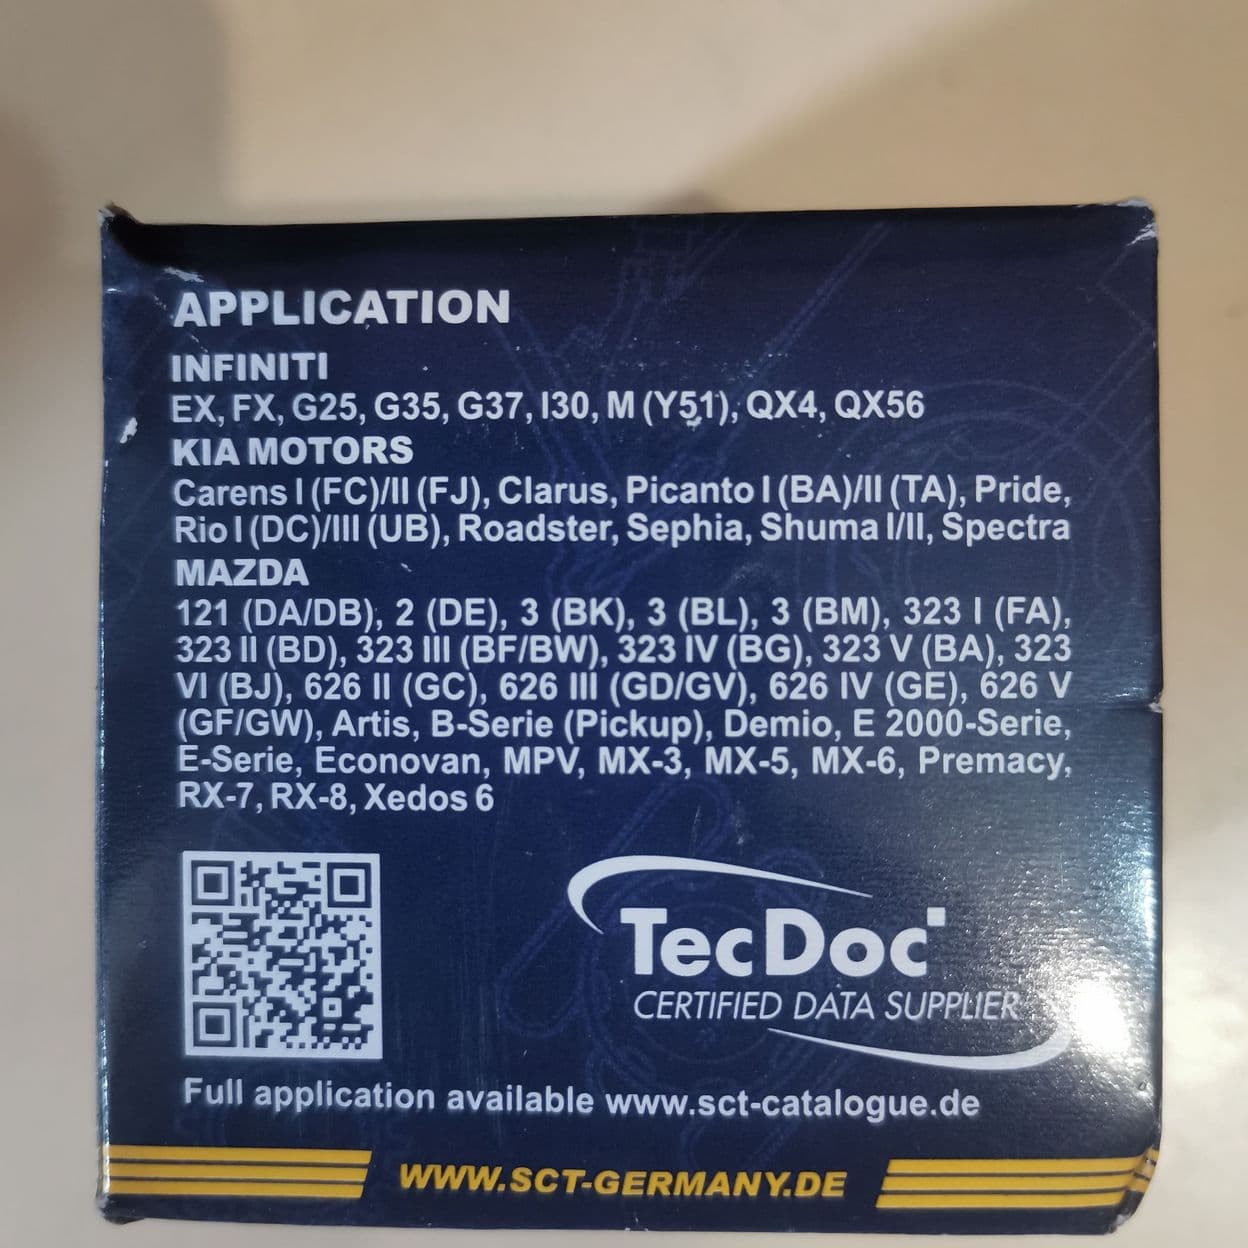 APPLICATION
INFINITI
EX, FX, G25, G35, G37, I30, M (Y51), QX4, QX56
KIA MOTORS
Carens I (FC)/II (FJ), Clarus, Picanto I (BA)/II (TA), Pride,
Rio I (DC)/III (UB), Roadster, Sephia, Shuma I/II, Spectra
MAZDA
121 (DA/DB), 2 (DE), 3 (BK), 3 (BL), 3 (BM), 323 I (FA),
323 II (BD), 323 III (BF/BW), 323 IV (BG), 323 V (BA), 323
VI (BJ), 626 II (GC), 626 III (GD/GV), 626 IV (GE), 626 V
(GF/GW), Artis, B-Serie (Pickup), Demio, E 2000-Serie,
E-Serie, Econovan, MPV, MX-3, MX-5, MX-6, Premacy,
RX-7, RX-8, Xedos 6
TecDoc
CERTIFIED DATA SUPPLIER
Full application available www.sct-catalogue.de
WWW.SCT-GERMANY.DE